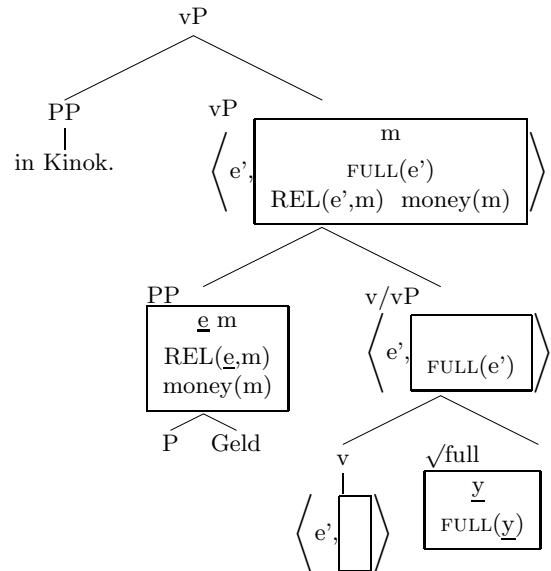 vP
PP
in Kinok.
vP
⟨ e’,
m
FULL(e’)
REL(e’,m) money(m)
⟩
PP
e m
REL(e,m)
money(m)
P Geld
v/vP
⟨ e’,
FULL(e’)
⟩
v
⟨ e’, ⟩
√full
y
FULL(y)